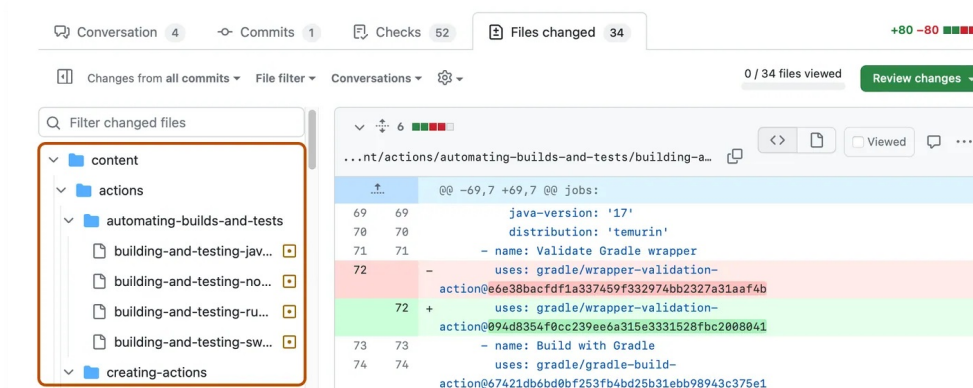 Conversation 4 Commits 1 Checks 52 Files changed 34 +80 −80
Changes from all commits File filter Conversations 0 / 34 files viewed Review changes
Filter changed files
content
actions
automating-builds-and-tests
building-and-testing-jav...
building-and-testing-no...
building-and-testing-ru...
building-and-testing-sw...
creating-actions
6
...nt/actions/automating-builds-and-tests/building-a… Viewed
@@ -69,7 +69,7 @@ jobs:
69 69 java-version: '17'
70 70 distribution: 'temurin'
71 71 - name: Validate Gradle wrapper
72 - uses: gradle/wrapper-validation-
action@e6e38bacfdf1a337459f332974bb2327a31aaf4b
72 + uses: gradle/wrapper-validation-
action@094d8354f0cc239ee6a315e3331528fbc2008041
73 73 - name: Build with Gradle
74 74 uses: gradle/gradle-build-
action@67421db6bd0bf253fb4bd25b31ebb98943c375e1